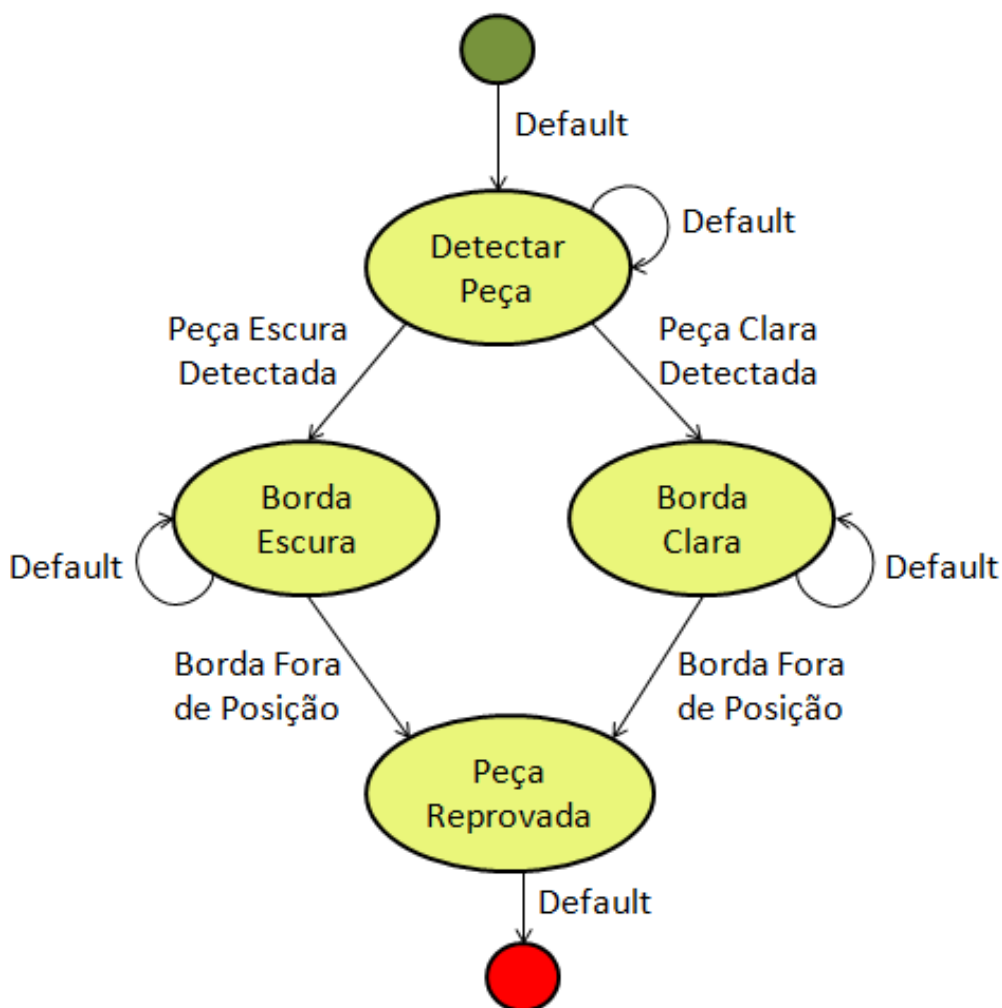 Default
Detectar
Peça
Default
Peça Escura
Detectada
Peça Clara
Detectada
Borda
Escura
Borda
Clara
Default
Default
Borda Fora
de Posição
Borda Fora
de Posição
Peça
Reprovada
Default